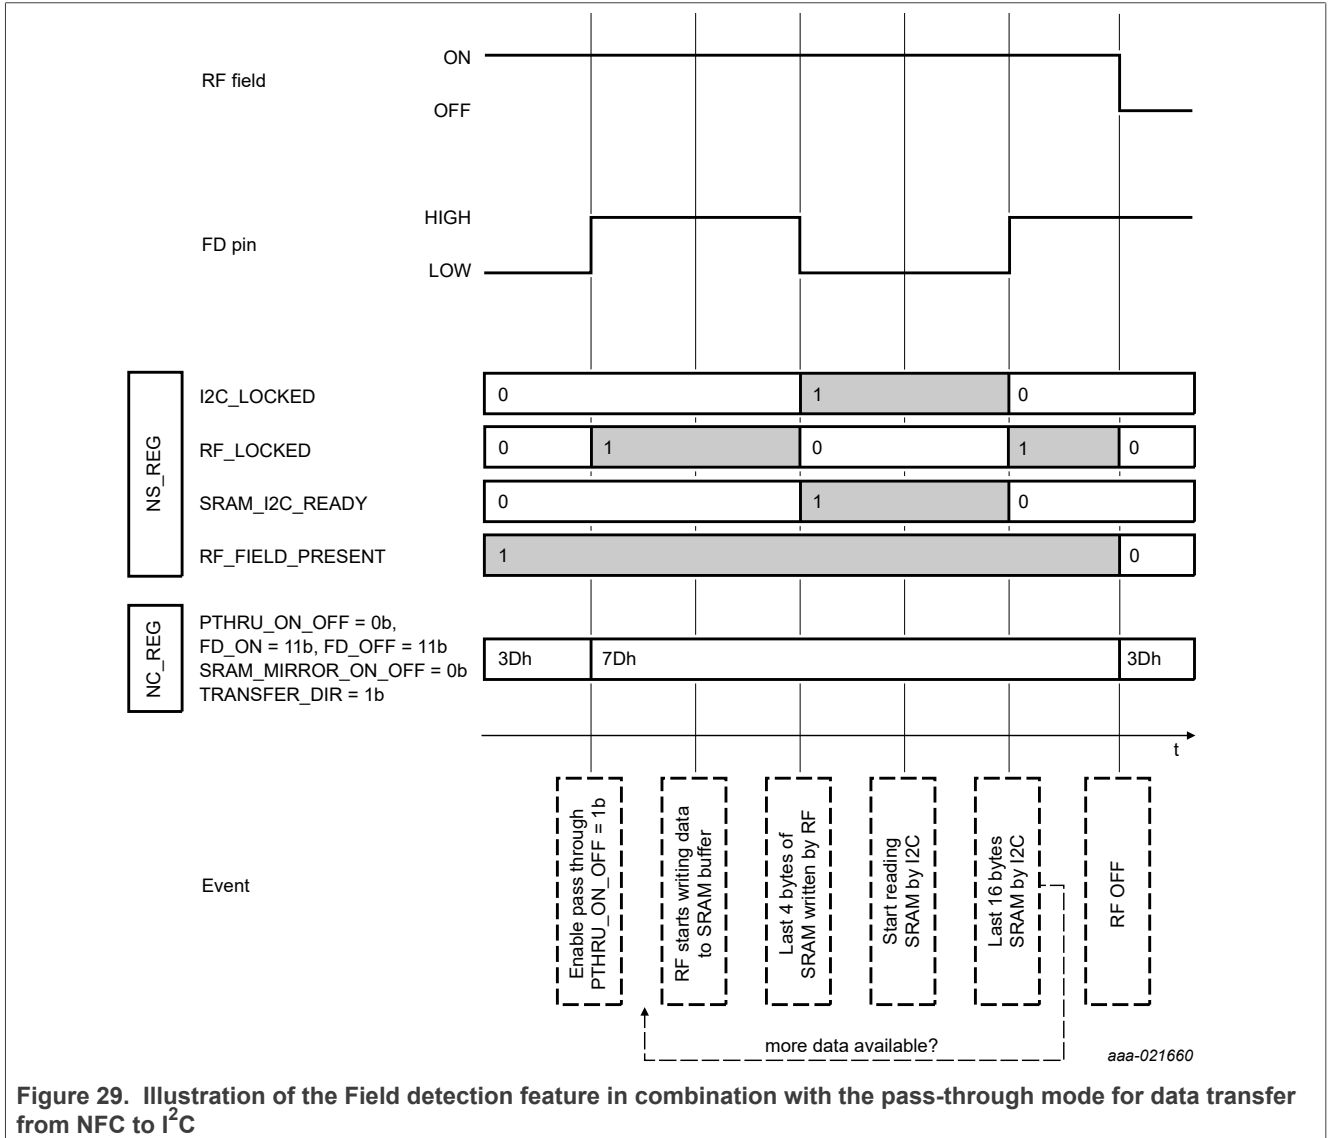 RF field
ON
OFF
FD pin
HIGH
LOW
NS_REG
I2C_LOCKED
0
1
0
RF_LOCKED
0
1
0
1
0
SRAM_I2C_READY
0
1
0
RF_FIELD_PRESENT
1
0
NC_REG
PTHRU_ON_OFF = 0b,
FD_ON = 11b, FD_OFF = 11b
SRAM_MIRROR_ON_OFF = 0b
TRANSFER_DIR = 1b
3Dh
7Dh
3Dh
t
Event
Enable pass through
PTHRU_ON_OFF = 1b
RF starts writing data
to SRAM buffer
Last 4 bytes of
SRAM written by RF
Start reading
SRAM by I2C
Last 16 bytes
SRAM by I2C
RF OFF
more data available?
aaa-021660
Figure 29. Illustration of the Field detection feature in combination with the pass-through mode for data transfer
from NFC to I²C